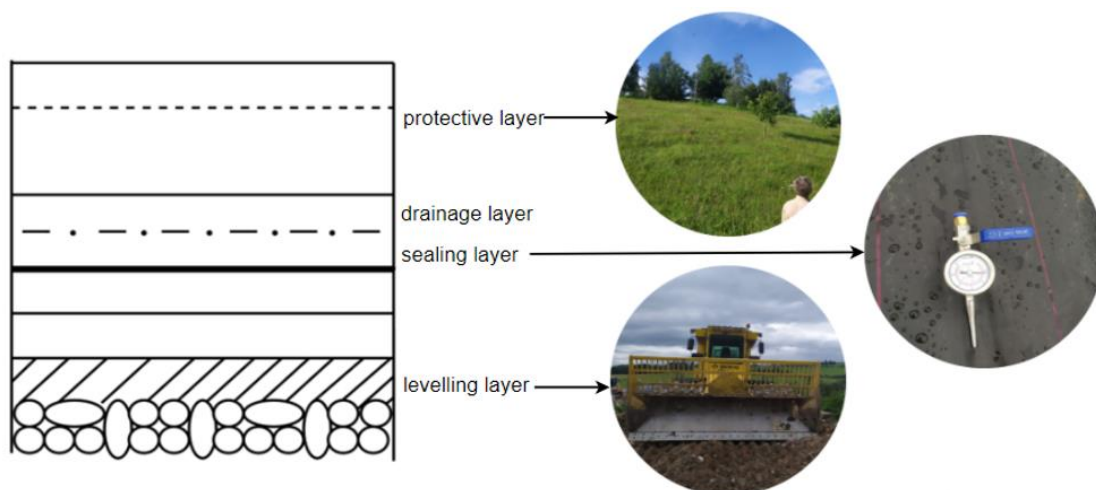 protective layer
drainage layer
sealing layer
levelling layer